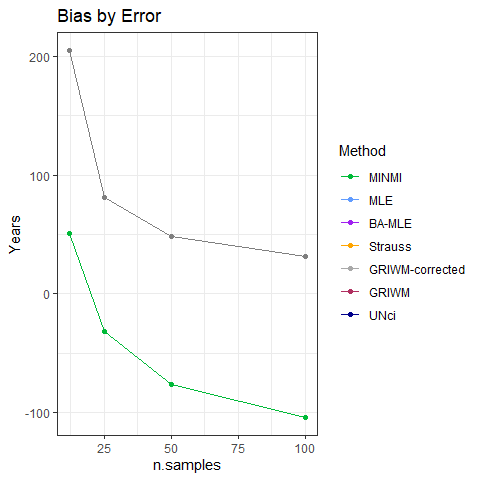 Bias by Error
200
100
0
-100
Years
25
50
75
100
n.samples
Method
MINMI
MLE
BA-MLE
Strauss
GRIWM-corrected
GRIWM
UNci